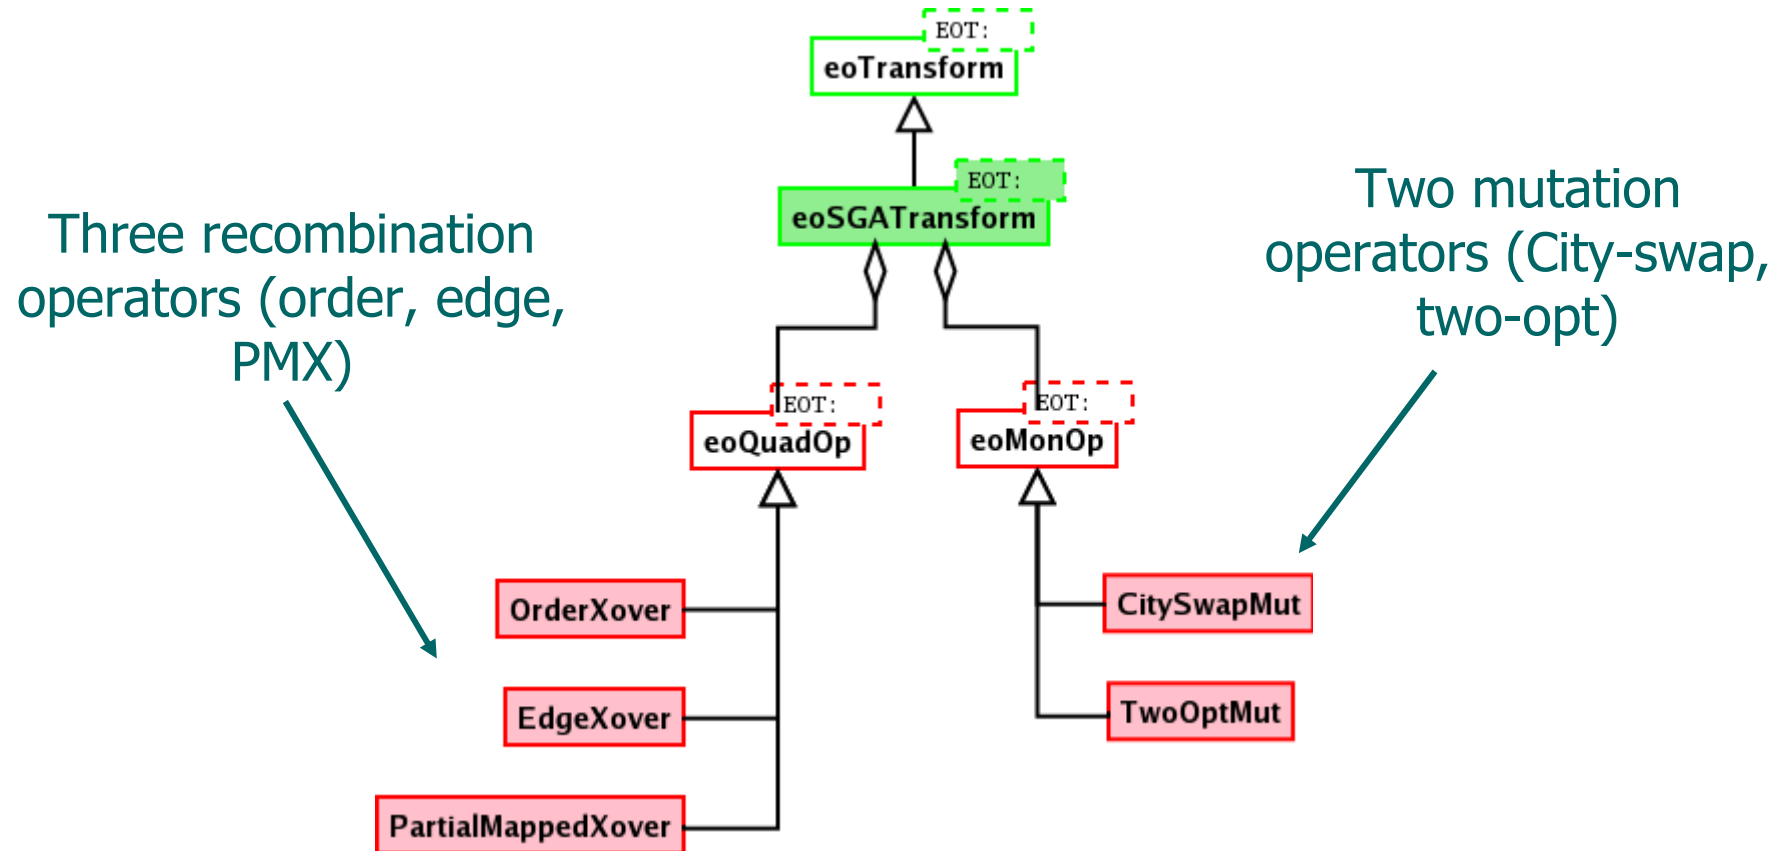 EOT:
eoTransform
EOT:
eoSGATransform
Three recombination
operators (order, edge,
PMX)
Two mutation
operators (City-swap,
two-opt)
EOT:
eoQuadOp
EOT:
eoMonOp
OrderXover
EdgeXover
PartialMappedXover
CitySwapMut
TwoOptMut